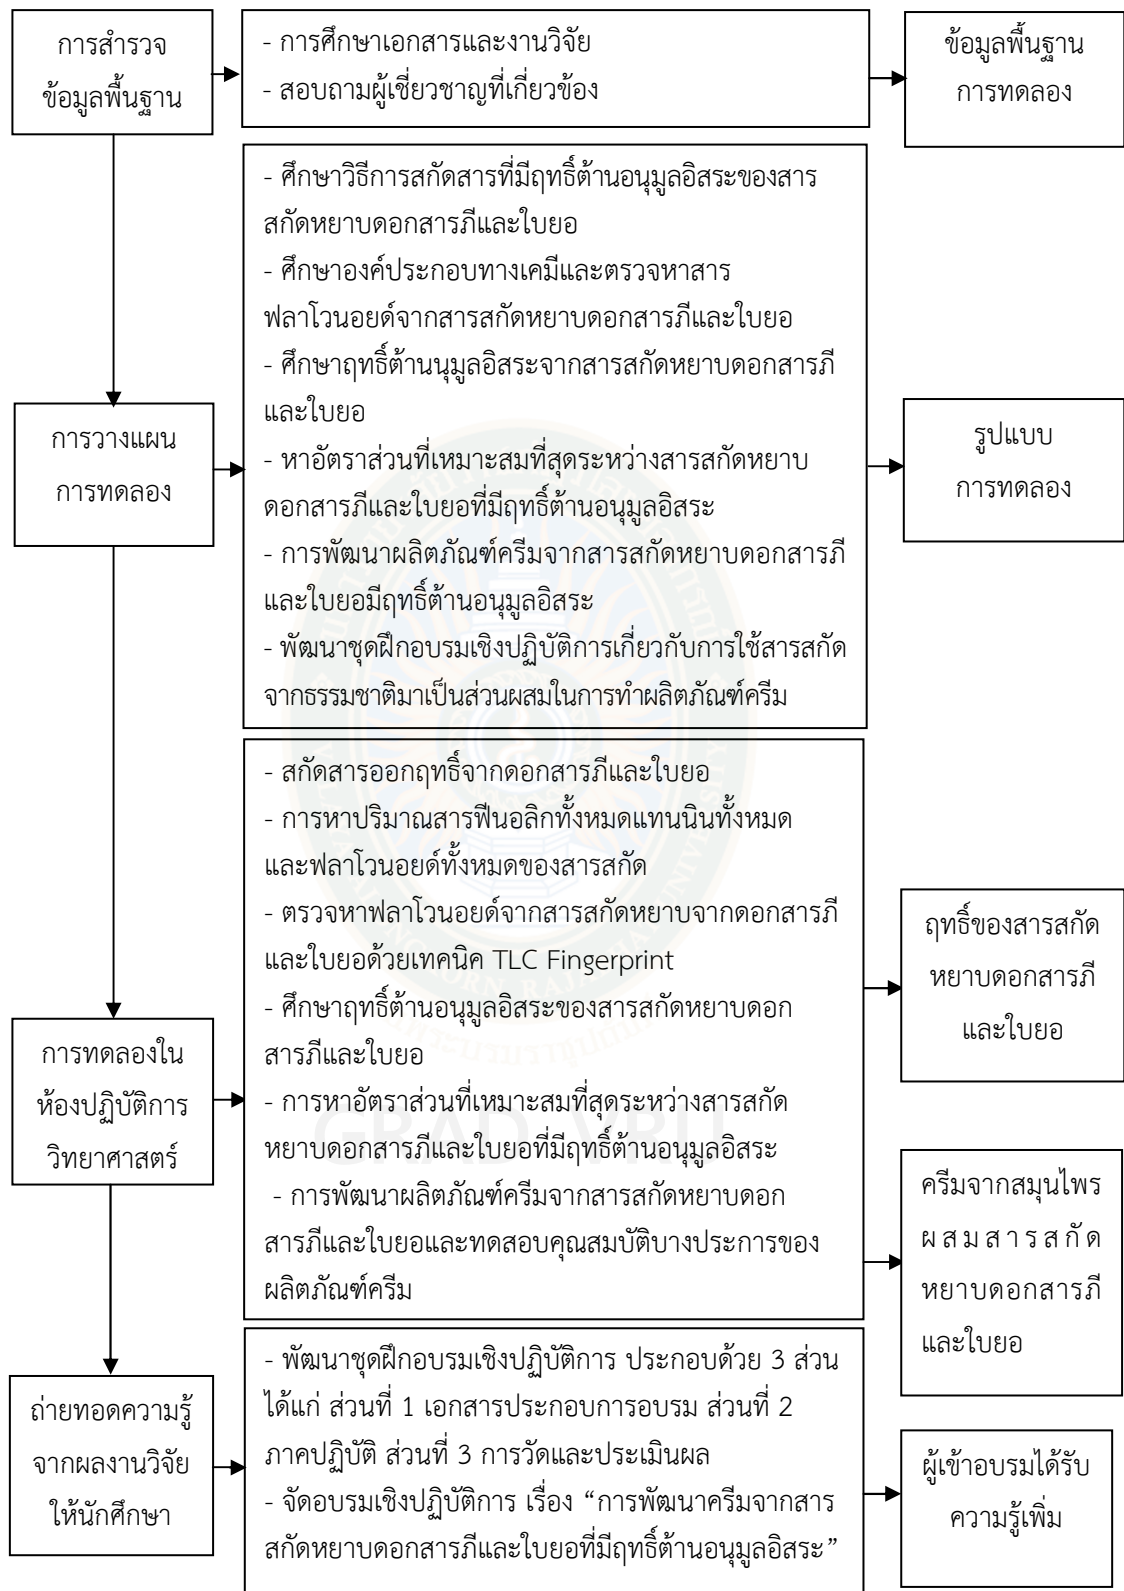 การสำรวจ
ข้อมูลพื้นฐาน
- การศึกษาเอกสารและงานวิจัย
- สอบถามผู้เชี่ยวชาญที่เกี่ยวข้อง
ข้อมูลพื้นฐาน
การทดลอง
การวางแผน
การทดลอง
- ศึกษาวิธีการสกัดสารที่มีฤทธิ์ต้านอนุมูลอิสระของสาร
สกัดหยาบดอกสารภีและใบยอ
- ศึกษาองค์ประกอบทางเคมีและตรวจหาสาร
ฟลาโวนอยด์จากสารสกัดหยาบดอกสารภีและใบยอ
- ศึกษาฤทธิ์ต้านนุมูลอิสระจากสารสกัดหยาบดอกสารภี
และใบยอ
- หาอัตราส่วนที่เหมาะสมที่สุดระหว่างสารสกัดหยาบ
ดอกสารภีและใบยอที่มีฤทธิ์ต้านอนุมูลอิสระ
- การพัฒนาผลิตภัณฑ์ครีมจากสารสกัดหยาบดอกสารภี
และใบยอมีฤทธิ์ต้านอนุมูลอิสระ
- พัฒนาชุดฝึกอบรมเชิงปฏิบัติการเกี่ยวกับการใช้สารสกัด
จากธรรมชาติมาเป็นส่วนผสมในการทำผลิตภัณฑ์ครีม
รูปแบบ
การทดลอง
การทดลองใน
ห้องปฏิบัติการ
วิทยาศาสตร์
- สกัดสารออกฤทธิ์จากดอกสารภีและใบยอ
- การหาปริมาณสารฟีนอลิกทั้งหมดแทนนินทั้งหมด
และฟลาโวนอยด์ทั้งหมดของสารสกัด
- ตรวจหาฟลาโวนอยด์จากสารสกัดหยาบจากดอกสารภี
และใบยอด้วยเทคนิค TLC Fingerprint
- ศึกษาฤทธิ์ต้านอนุมูลอิสระของสารสกัดหยาบดอก
สารภีและใบยอ
- การหาอัตราส่วนที่เหมาะสมที่สุดระหว่างสารสกัด
หยาบดอกสารภีและใบยอที่มีฤทธิ์ต้านอนุมูลอิสระ
- การพัฒนาผลิตภัณฑ์ครีมจากสารสกัดหยาบดอก
สารภีและใบยอและทดสอบคุณสมบัติบางประการของ
ผลิตภัณฑ์ครีม
ฤทธิ์ของสารสกัด
หยาบดอกสารภี
และใบยอ
ครีมจากสมุนไพร
ผสมสารสกัด
หยาบดอกสารภี
และใบยอ
ถ่ายทอดความรู้
จากผลงานวิจัย
ให้นักศึกษา
- พัฒนาชุดฝึกอบรมเชิงปฏิบัติการ ประกอบด้วย 3 ส่วน
ได้แก่ ส่วนที่ 1 เอกสารประกอบการอบรม ส่วนที่ 2
ภาคปฏิบัติ ส่วนที่ 3 การวัดและประเมินผล
- จัดอบรมเชิงปฏิบัติการ เรื่อง “การพัฒนาครีมจากสาร
สกัดหยาบดอกสารภีและใบยอที่มีฤทธิ์ต้านอนุมูลอิสระ”
ผู้เข้าอบรมได้รับ
ความรู้เพิ่ม
GRAD VRU